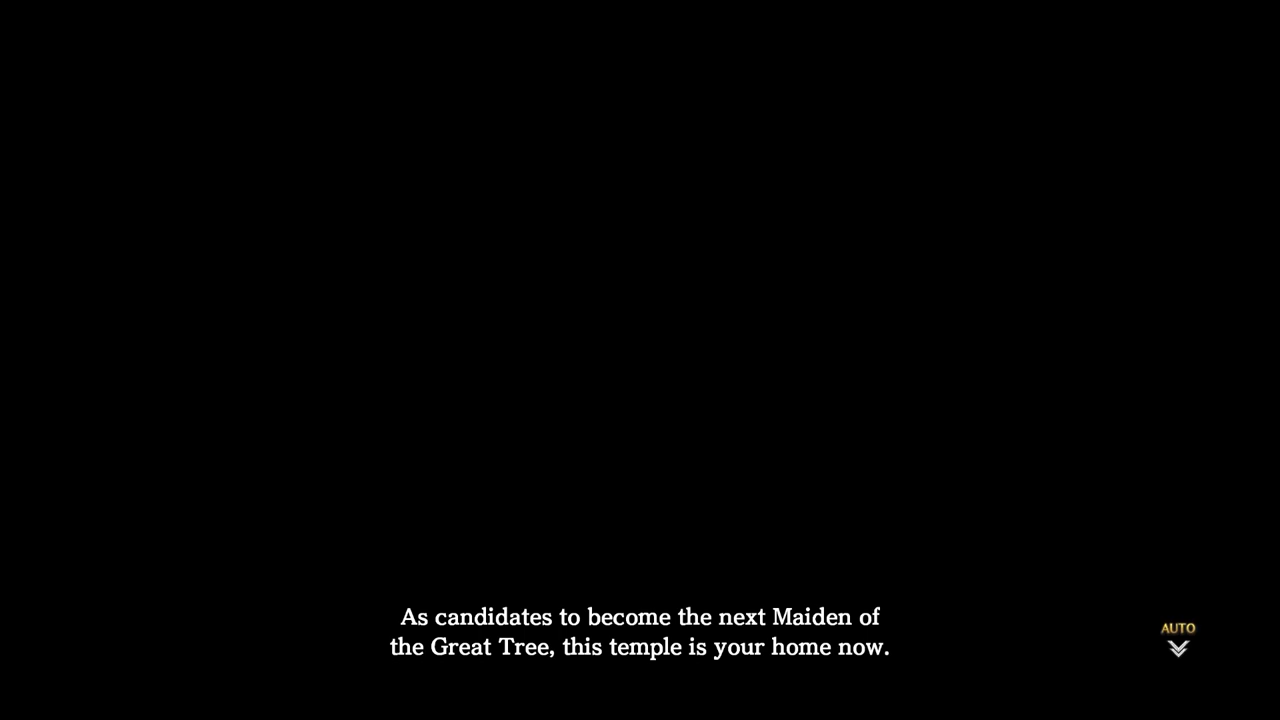 As candidates to become the next Maiden of
the Great Tree, this temple is your home now.
AUTO